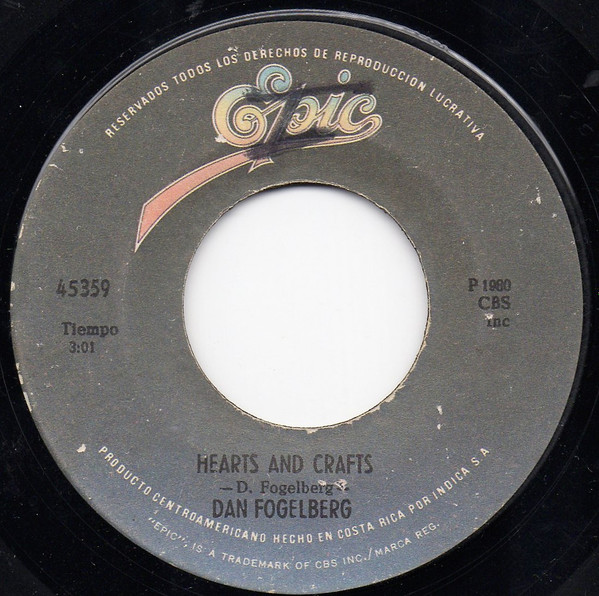 RESERVADOS TODOS LOS DERECHOS DE REPRODUCCION LUCRATIVA
Epic
45359
Tiempo
3:01
P 1980
CBS
inc
HEARTS AND CRAFTS
—D. Fogelberg—
DAN FOGELBERG
PRODUCTO CENTROAMERICANO HECHO EN COSTA RICA POR INDICA S A
"EPIC", IS A TRADEMARK OF CBS INC./MARCA REG.